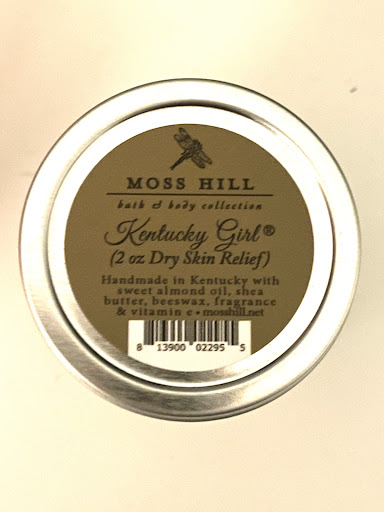 MOSS HILL
bath & body collection
Kentucky Girl®
(2 oz Dry Skin Relief)
Handmade in Kentucky with
sweet almond oil, shea
butter, beeswax, fragrance
& vitamin e • mosshill.net
8 13900 02295 5